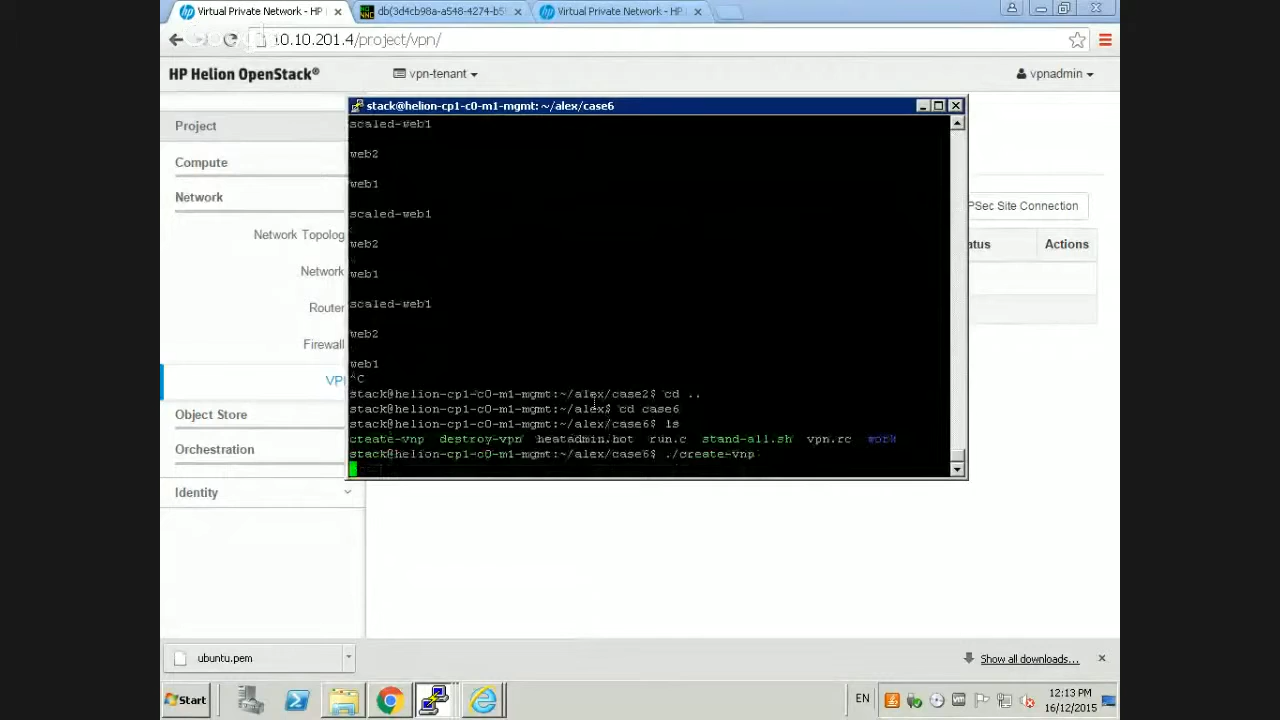 Virtual Private Network - HP
db(3d4cb98a-a548-4274-b5
Virtual Private Network - HP
10.10.201.4/project/vpn/
HP Helion OpenStack®
vpn-tenant
vpnadmin
stack@helion-cp1-c0-m1-mgmt: ~/alex/case6
Project
Compute
Network
Network Topolog
Network
Router
Firewall
VPN
Object Store
Orchestration
Identity
scaled-web1
web2
web1
scaled-web1
web2
web1
scaled-web1
web2
web1
^C
stack@helion-cp1-c0-m1-mgmt:~/alex/case2$ cd ..
stack@helion-cp1-c0-m1-mgmt:~/alex$ cd case6
stack@helion-cp1-c0-m1-mgmt:~/alex/case6$ ls
create-vnp destroy-vpn heatadmin.hot run.c stand-all.sh vpn.rc work
stack@helion-cp1-c0-m1-mgmt:~/alex/case6$ ./create-vnp
PSec Site Connection
atus
Actions
ubuntu.pem
Show all downloads...
Start
EN
12:13 PM
16/12/2015